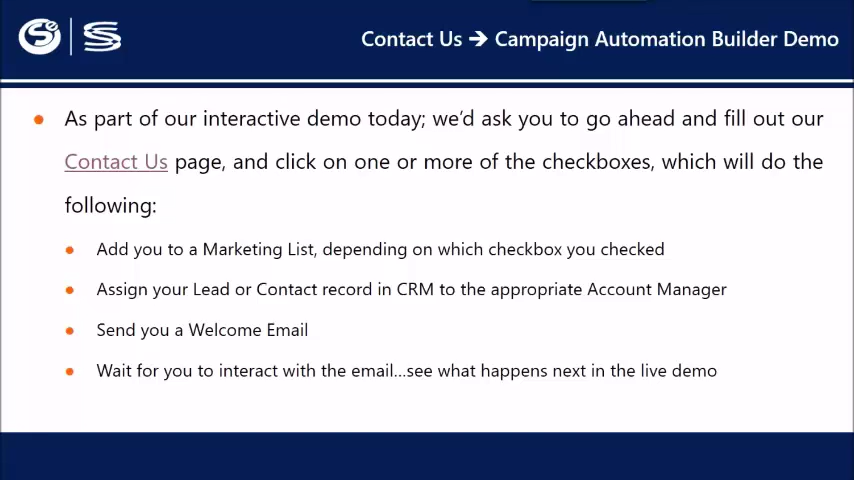 Contact Us → Campaign Automation Builder Demo
As part of our interactive demo today; we'd ask you to go ahead and fill out our
Contact Us page, and click on one or more of the checkboxes, which will do the
following:
Add you to a Marketing List, depending on which checkbox you checked
Assign your Lead or Contact record in CRM to the appropriate Account Manager
Send you a Welcome Email
Wait for you to interact with the email...see what happens next in the live demo